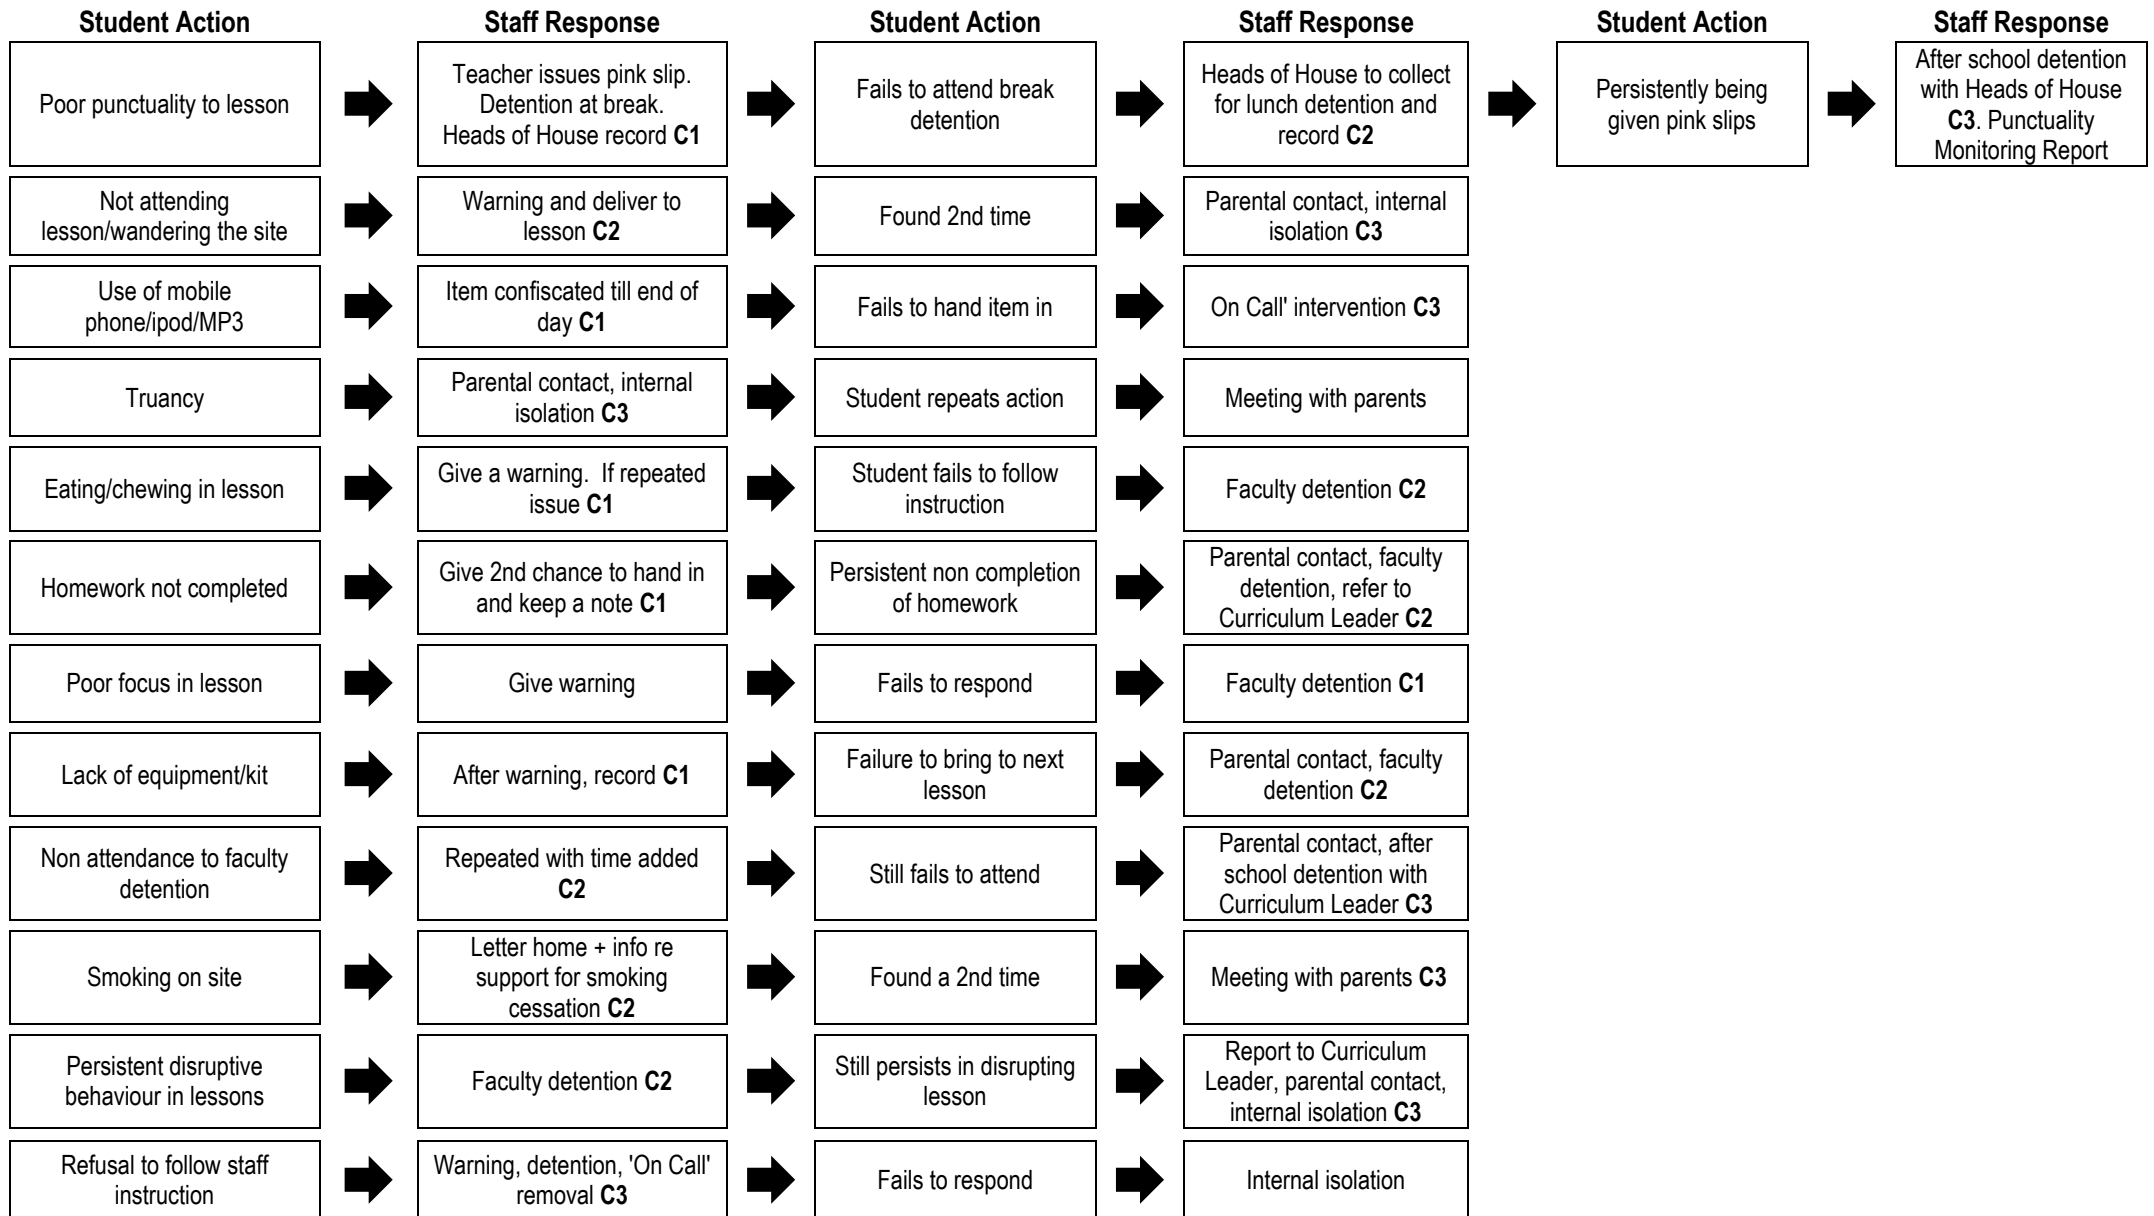 Student Action
Staff Response
Student Action
Staff Response
Student Action
Staff Response
Poor punctuality to lesson
Teacher issues pink slip.
Detention at break.
Heads of House record C1
Fails to attend break
detention
Heads of House to collect
for lunch detention and
record C2
Persistently being
given pink slips
After school detention
with Heads of House
C3. Punctuality
Monitoring Report
Not attending
lesson/wandering the site
Warning and deliver to
lesson C2
Found 2nd time
Parental contact, internal
isolation C3
Use of mobile
phone/ipod/MP3
Item confiscated till end of
day C1
Fails to hand item in
On Call' intervention C3
Truancy
Parental contact, internal
isolation C3
Student repeats action
Meeting with parents
Eating/chewing in lesson
Give a warning.  If repeated
issue C1
Student fails to follow
instruction
Faculty detention C2
Homework not completed
Give 2nd chance to hand in
and keep a note C1
Persistent non completion
of homework
Parental contact, faculty
detention, refer to
Curriculum Leader C2
Poor focus in lesson
Give warning
Fails to respond
Faculty detention C1
Lack of equipment/kit
After warning, record C1
Failure to bring to next
lesson
Parental contact, faculty
detention C2
Non attendance to faculty
detention
Repeated with time added
C2
Still fails to attend
Parental contact, after
school detention with
Curriculum Leader C3
Smoking on site
Letter home + info re
support for smoking
cessation C2
Found a 2nd time
Meeting with parents C3
Persistent disruptive
behaviour in lessons
Faculty detention C2
Still persists in disrupting
lesson
Report to Curriculum
Leader, parental contact,
internal isolation C3
Refusal to follow staff
instruction
Warning, detention, 'On Call'
removal C3
Fails to respond
Internal isolation